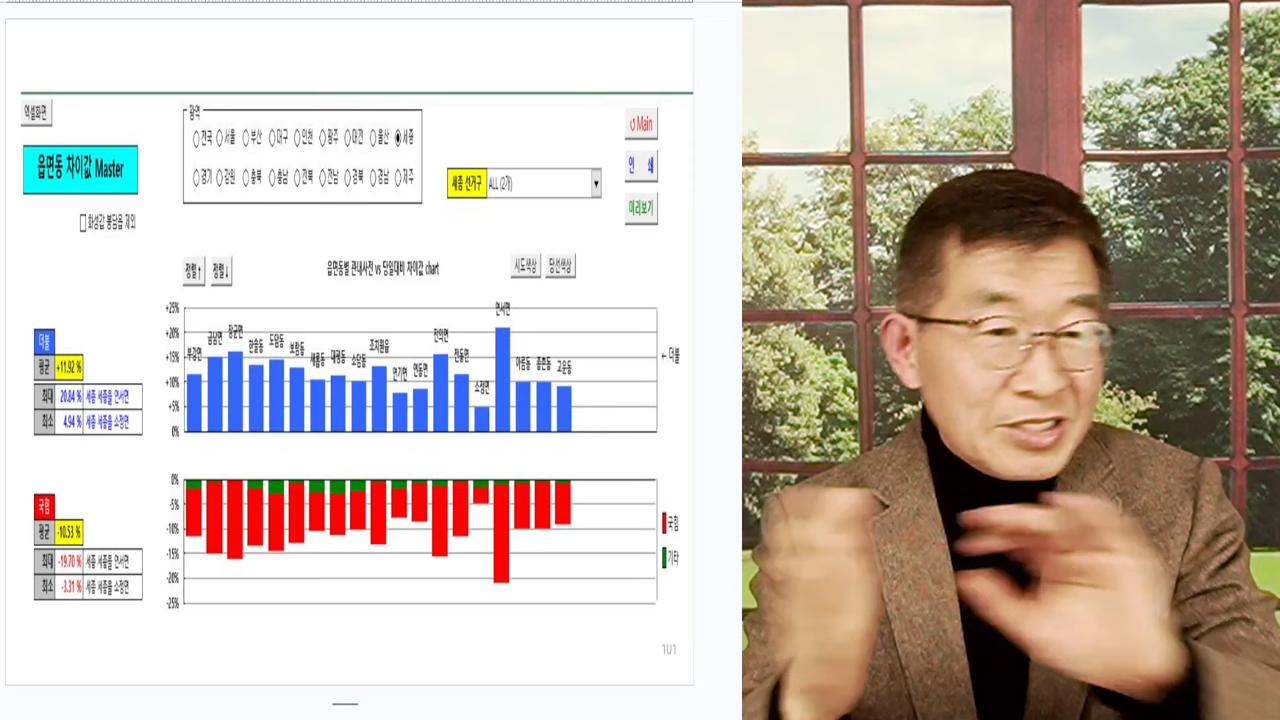 역설화면
광역
전국 서울 부산 대구 인천 광주 대전 울산 세종
경기 강원 충북 충남 전북 전남 경북 경남 제주
↺ Main
인 쇄
미리보기
읍면동 차이값 Master
화성갑 봉담읍 제외
세종 선거구 ALL (2개)
정렬↑ 정렬↓
읍면동별 관내사전 vs 당일대비 차이값 chart
시도색상 당선색상
+25%
+20%
+15%
+10%
+5%
0%
부강면 금남면 장군면 한솔동 도담동 보람동 새롬동 대평동 소담동 조치원읍 연기면 연동면 전의면 전동면 소정면 연서면 아름동 종촌동 고운동
← 더불
더불
평균 +11.92 %
최대 20.84 % 세종 세종을 연서면
최소 4.94 % 세종 세종을 소정면
0%
-5%
-10%
-15%
-20%
-25%
국힘
기타
국힘
평균 -10.53 %
최대 -19.70 % 세종 세종을 연서면
최소 -3.31 % 세종 세종을 소정면
101